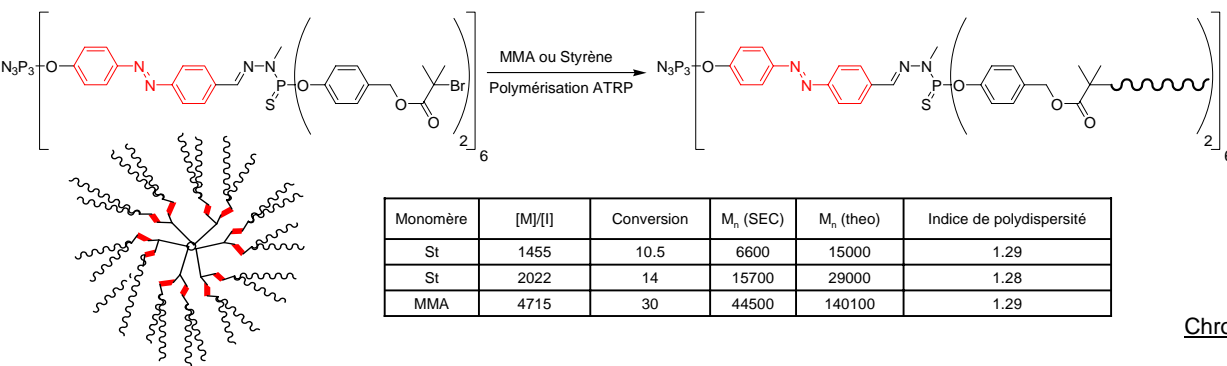 N3P3 O N N N N P S O O O Br 2 6
MMA ou Styrène
Polymérisation ATRP
N3P3 O N N N N P S O O O 2 6
Monomère [M]/[I] Conversion Mn (SEC) Mn (theo) Indice de polydispersité
St 1455 10.5 6600 15000 1.29
St 2022 14 15700 29000 1.28
MMA 4715 30 44500 140100 1.29